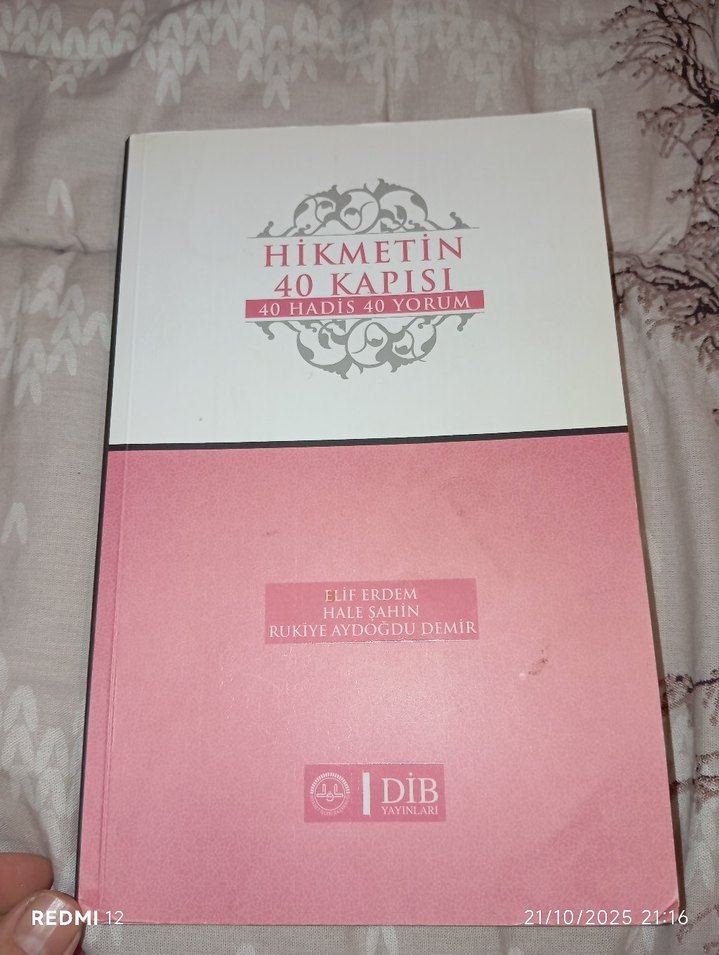 HİKMETİN
40 KAPISI
40 HADİS 40 YORUM
ELİF ERDEM
HALE ŞAHİN
RUKİYE AYDOĞDU DEMİR
DİB
YAYINLARI
REDMI 12
21/10/2025 21:16